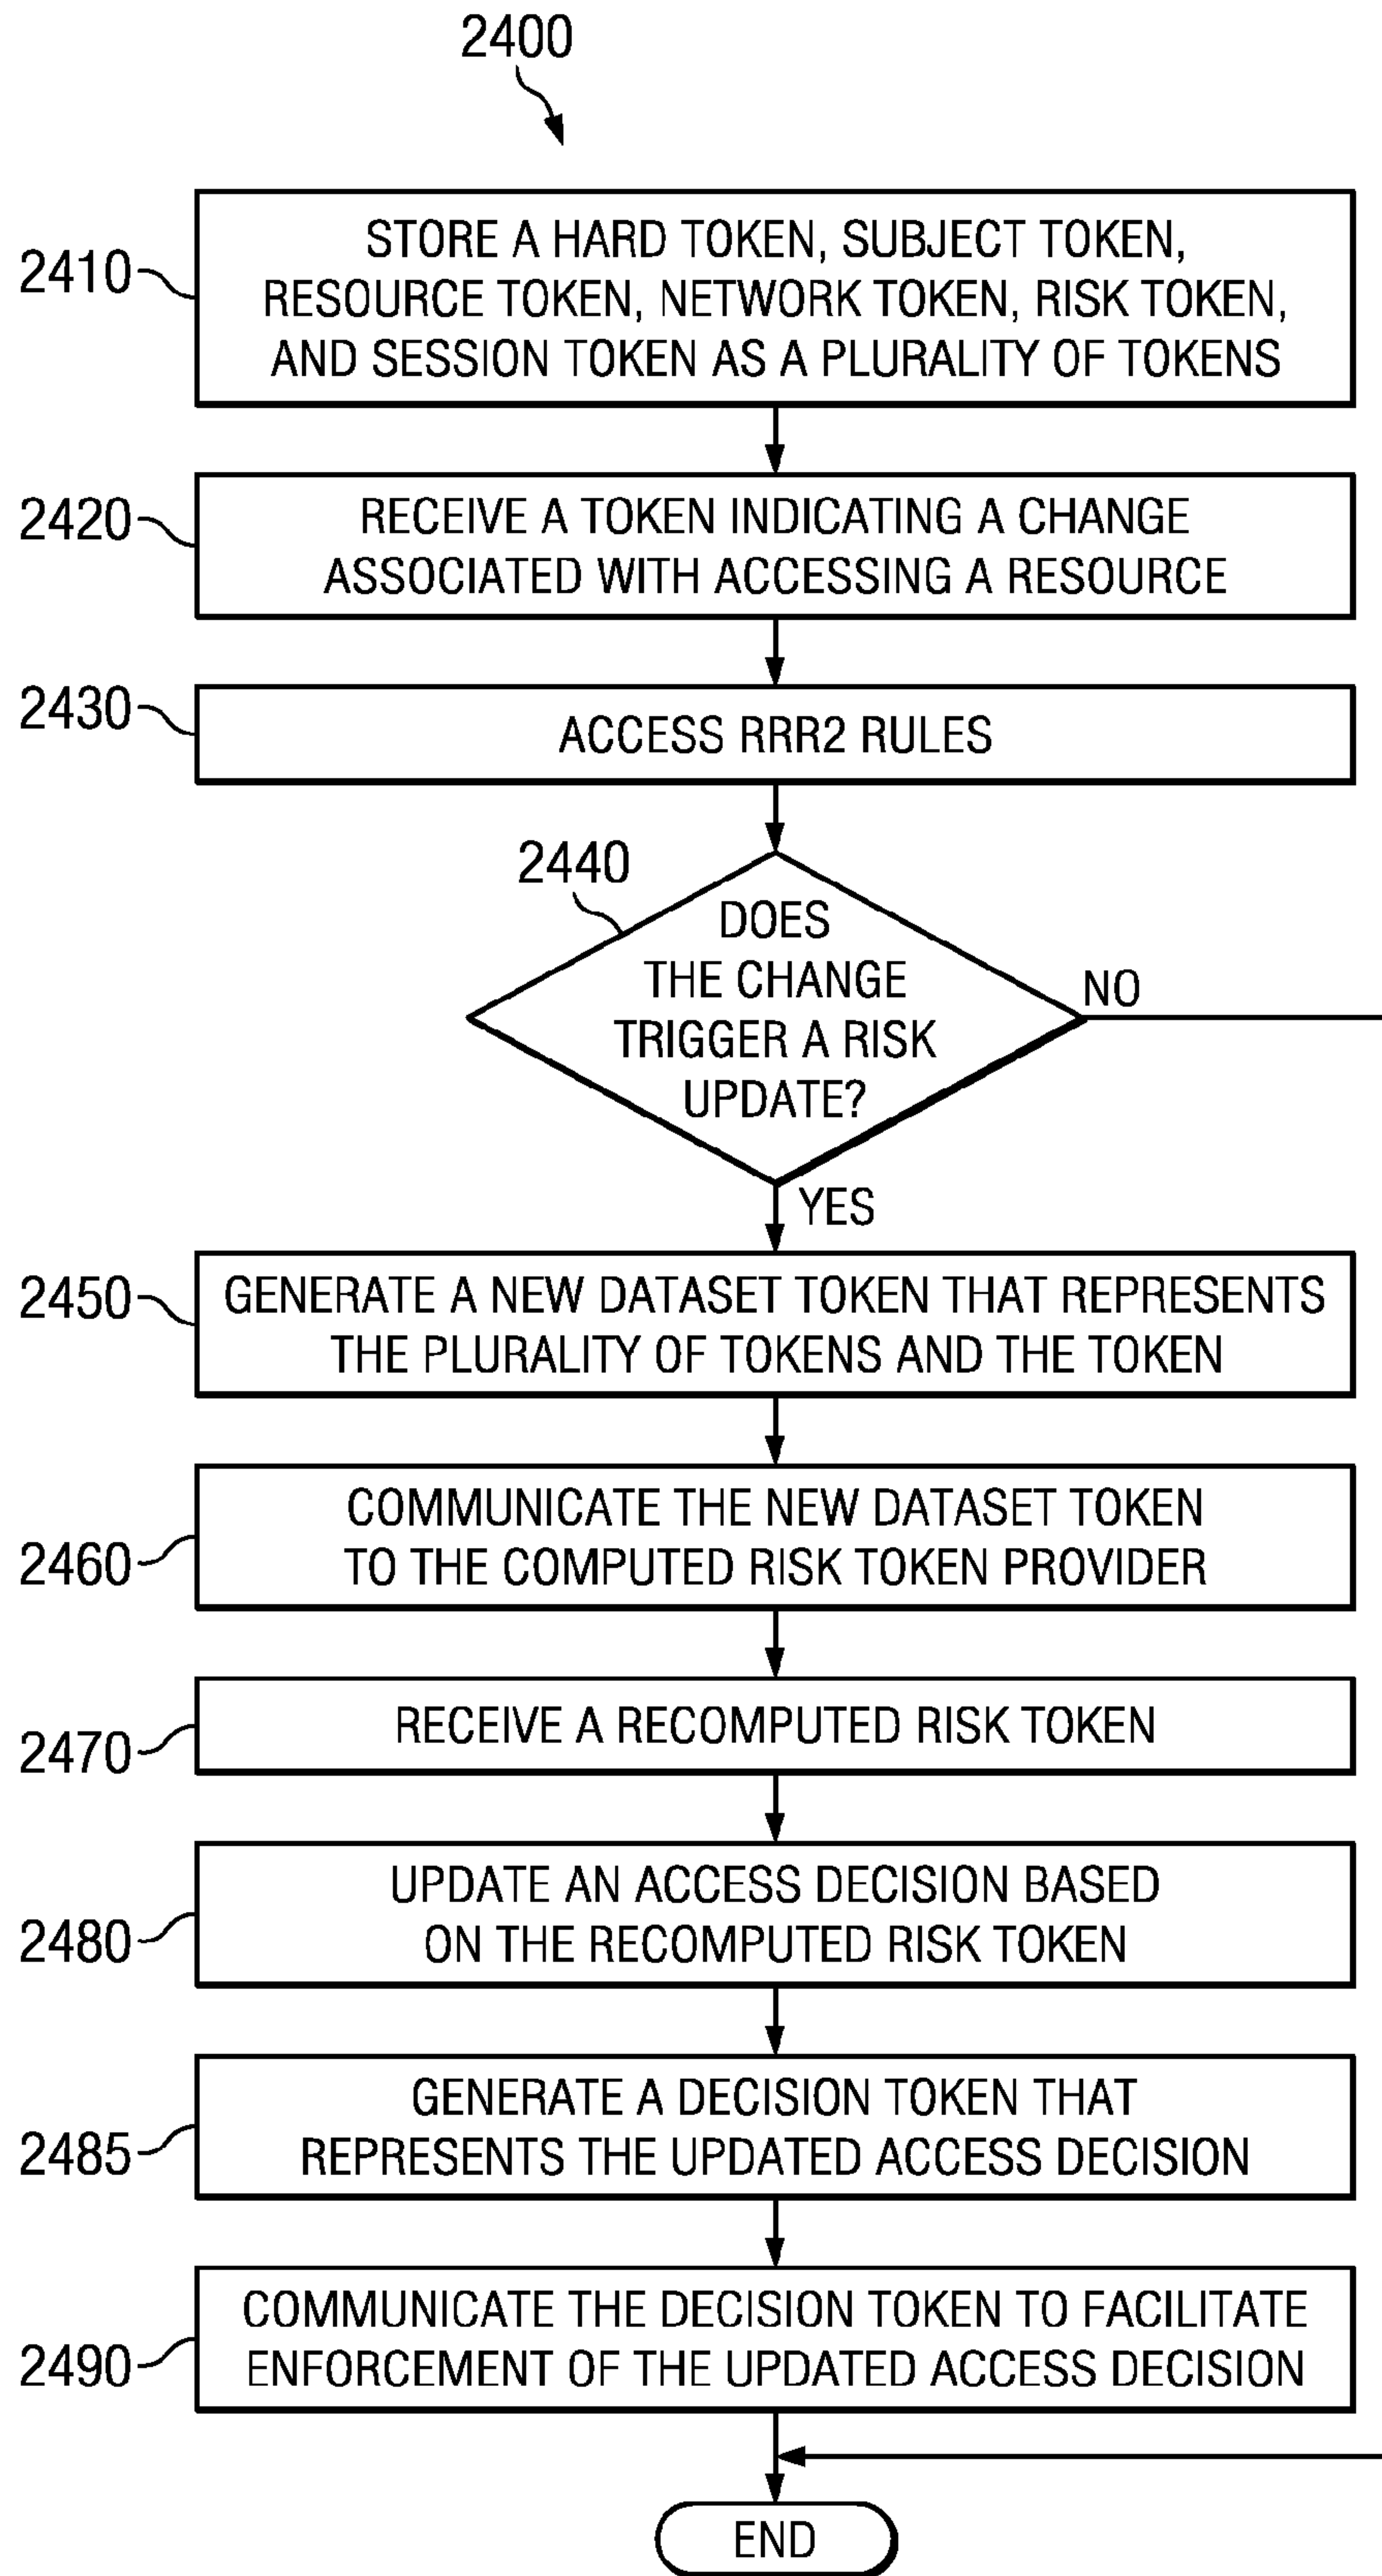 2400
2410
STORE A HARD TOKEN, SUBJECT TOKEN,
RESOURCE TOKEN, NETWORK TOKEN, RISK TOKEN,
AND SESSION TOKEN AS A PLURALITY OF TOKENS
2420
RECEIVE A TOKEN INDICATING A CHANGE
ASSOCIATED WITH ACCESSING A RESOURCE
2430
ACCESS RRR2 RULES
2440
DOES
THE CHANGE
TRIGGER A RISK
UPDATE?
NO
YES
2450
GENERATE A NEW DATASET TOKEN THAT REPRESENTS
THE PLURALITY OF TOKENS AND THE TOKEN
2460
COMMUNICATE THE NEW DATASET TOKEN
TO THE COMPUTED RISK TOKEN PROVIDER
2470
RECEIVE A RECOMPUTED RISK TOKEN
2480
UPDATE AN ACCESS DECISION BASED
ON THE RECOMPUTED RISK TOKEN
2485
GENERATE A DECISION TOKEN THAT
REPRESENTS THE UPDATED ACCESS DECISION
2490
COMMUNICATE THE DECISION TOKEN TO FACILITATE
ENFORCEMENT OF THE UPDATED ACCESS DECISION
END